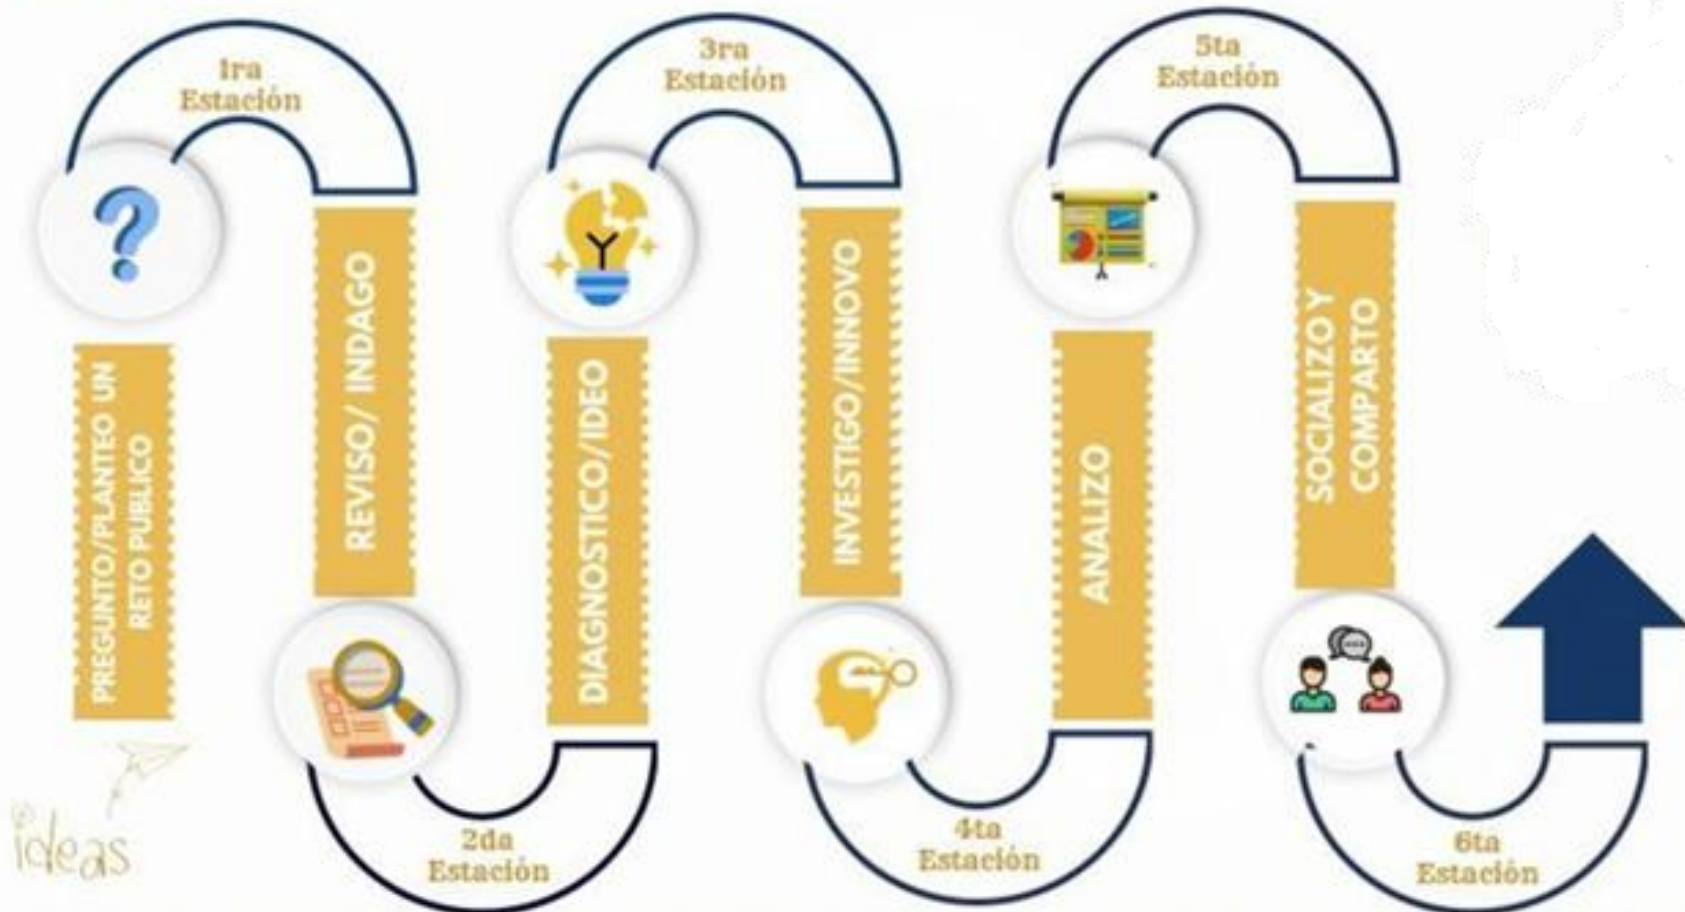 1ra
Estación
PREGUNTO/PLANTEO UN
RETO PUBLICO
REVISO/ INDAGO
2da
Estación
3ra
Estación
DIAGNOSTICO/IDEO
INVESTIGO/INNOVO
4ta
Estación
5ta
Estación
ANALIZO
SOCIALIZO Y
COMPARTO
6ta
Estación
ideas